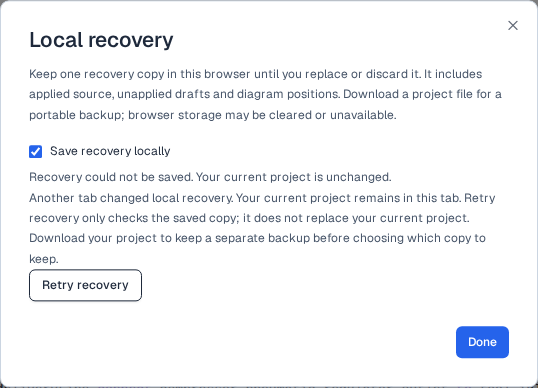 Local recovery
Keep one recovery copy in this browser until you replace or discard it. It includes
applied source, unapplied drafts and diagram positions. Download a project file for a
portable backup; browser storage may be cleared or unavailable.
Save recovery locally
Recovery could not be saved. Your current project is unchanged.
Another tab changed local recovery. Your current project remains in this tab. Retry
recovery only checks the saved copy; it does not replace your current project.
Download your project to keep a separate backup before choosing which copy to
keep.
Retry recovery
Done